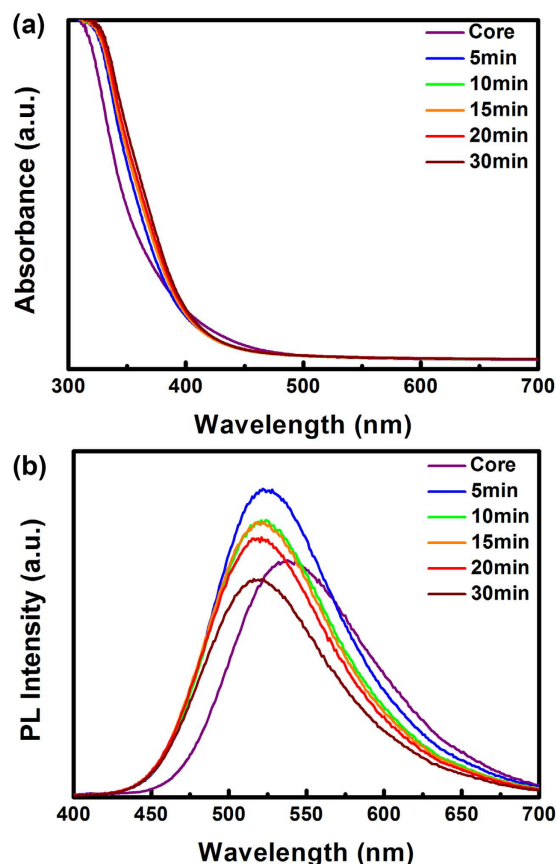 (a)
Core
5min
10min
15min
20min
30min
Absorbance (a.u.)
300 400 500 600 700
Wavelength (nm)
(b)
Core
5min
10min
15min
20min
30min
PL Intensity (a.u.)
400 450 500 550 600 650 700
Wavelength (nm)